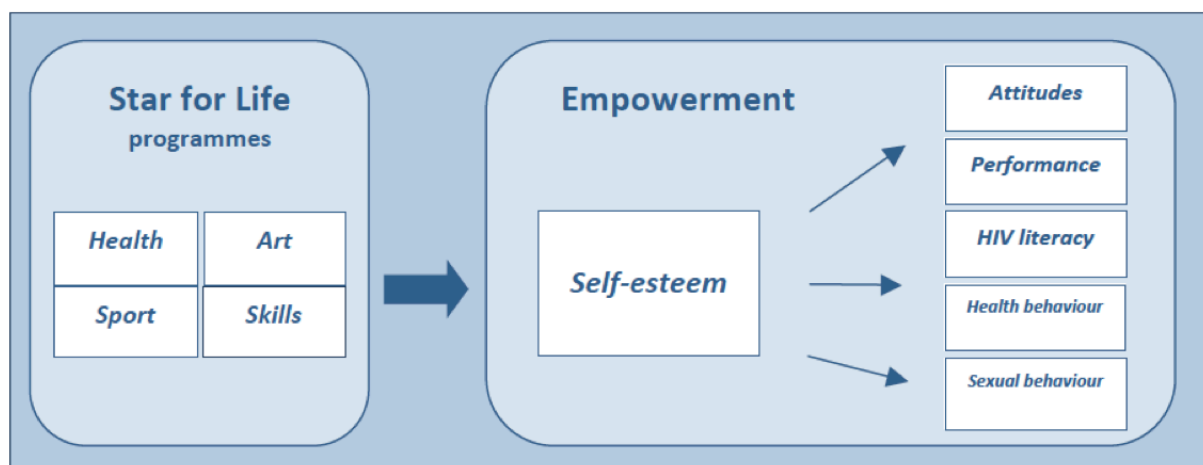 Star for Life
programmes
Health
Art
Sport
Skills
Empowerment
Self-esteem
Attitudes
Performance
HIV literacy
Health behaviour
Sexual behaviour